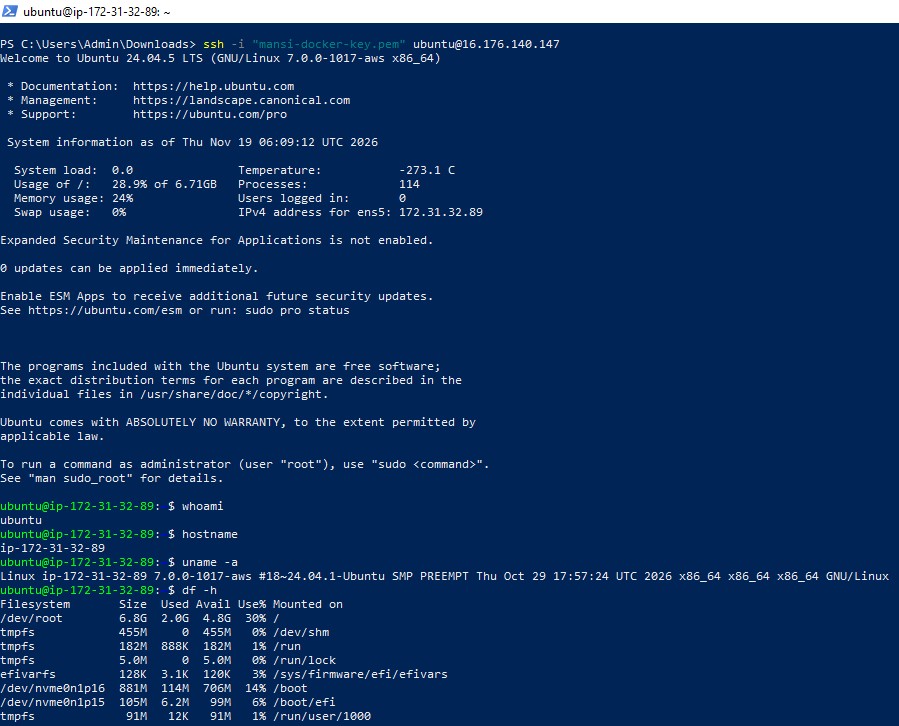 ubuntu@ip-172-31-32-89: ~
PS C:\Users\Admin\Downloads> ssh -i "mansi-docker-key.pem" ubuntu@16.176.140.147
Welcome to Ubuntu 24.04.5 LTS (GNU/Linux 7.0.0-1017-aws x86_64)
* Documentation:  https://help.ubuntu.com
* Management:     https://landscape.canonical.com
* Support:        https://ubuntu.com/pro
System information as of Thu Nov 19 06:09:12 UTC 2026
System load:  0.0               Temperature:           -273.1 C
Usage of /:   28.9% of 6.71GB   Processes:             114
Memory usage: 24%               Users logged in:       0
Swap usage:   0%                IPv4 address for ens5: 172.31.32.89
Expanded Security Maintenance for Applications is not enabled.
0 updates can be applied immediately.
Enable ESM Apps to receive additional future security updates.
See https://ubuntu.com/esm or run: sudo pro status
The programs included with the Ubuntu system are free software;
the exact distribution terms for each program are described in the
individual files in /usr/share/doc/*/copyright.
Ubuntu comes with ABSOLUTELY NO WARRANTY, to the extent permitted by
applicable law.
To run a command as administrator (user "root"), use "sudo <command>".
See "man sudo_root" for details.
ubuntu@ip-172-31-32-89: $ whoami
ubuntu
ubuntu@ip-172-31-32-89: $ hostname
ip-172-31-32-89
ubuntu@ip-172-31-32-89: $ uname -a
Linux ip-172-31-32-89 7.0.0-1017-aws #18~24.04.1-Ubuntu SMP PREEMPT Thu Oct 29 17:57:24 UTC 2026 x86_64 x86_64 x86_64 GNU/Linux
ubuntu@ip-172-31-32-89: $ df -h
Filesystem       Size  Used Avail Use% Mounted on
/dev/root        6.8G  2.0G  4.8G  30% /
tmpfs            455M     0  455M   0% /dev/shm
tmpfs            182M  888K  182M   1% /run
tmpfs            5.0M     0  5.0M   0% /run/lock
efivarfs         128K  3.1K  120K   3% /sys/firmware/efi/efivars
/dev/nvme0n1p16  881M  114M  706M  14% /boot
/dev/nvme0n1p15  105M  6.2M   99M   6% /boot/efi
tmpfs             91M   12K   91M   1% /run/user/1000